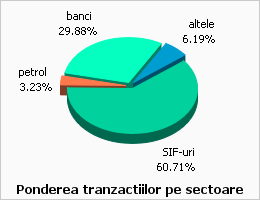 banci
29.88%
altele
6.19%
petrol
3.23%
SIF-uri
60.71%
Ponderea tranzactiilor pe sectoare